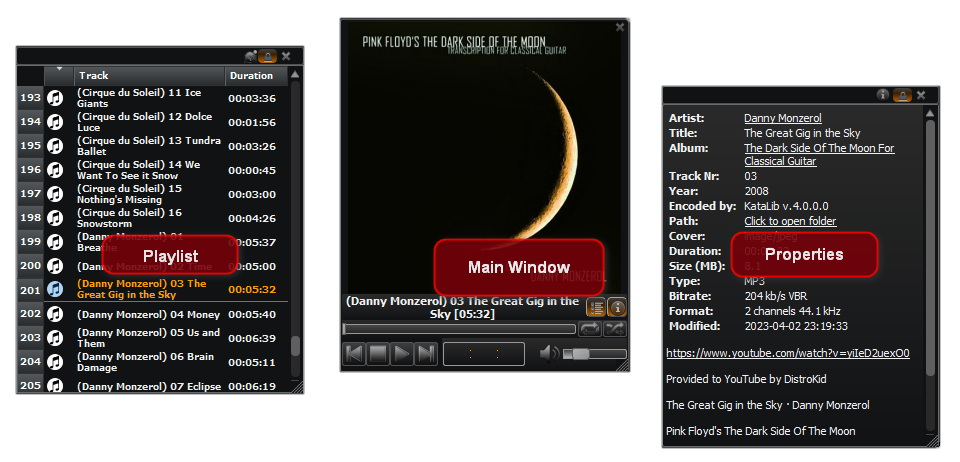 Track Duration
193 (Cirque du Soleil) 11 Ice Giants 00:03:36
194 (Cirque du Soleil) 12 Dolce Luce 00:01:56
195 (Cirque du Soleil) 13 Tundra Ballet 00:03:26
196 (Cirque du Soleil) 14 We Want To See it Snow 00:00:45
197 (Cirque du Soleil) 15 Nothing's Missing 00:03:00
198 (Cirque du Soleil) 16 Snowstorm 00:04:26
199 (Danny Monzerol) 01 Breathe 00:05:37
Playlist
200 (Danny Monzerol) 02 Time 00:05:00
201 (Danny Monzerol) 03 The Great Gig in the Sky 00:05:32
202 (Danny Monzerol) 04 Money 00:05:40
203 (Danny Monzerol) 05 Us and Them 00:06:39
204 (Danny Monzerol) 06 Brain Damage 00:05:11
205 (Danny Monzerol) 07 Eclipse 00:06:19
PINK FLOYD'S THE DARK SIDE OF THE MOON
TRANSCRIPTION FOR CLASSICAL GUITAR
Main Window
DANNY MONZEROL
(Danny Monzerol) 03 The Great Gig in the
Sky [05:32]
: :
Artist: Danny Monzerol
Title: The Great Gig in the Sky
Album: The Dark Side Of The Moon For
Classical Guitar
Track Nr: 03
Year: 2008
Encoded by: KataLib v.4.0.0.0
Path: Click to open folder
Cover: image/jpeg
Properties
Duration: 00:0
Size (MB): 8.1
Type: MP3
Bitrate: 204 kb/s VBR
Format: 2 channels 44.1 kHz
Modified: 2023-04-02 23:19:33
https://www.youtube.com/watch?v=yiIeD2uexO0
Provided to YouTube by DistroKid
The Great Gig in the Sky · Danny Monzerol
Pink Floyd's The Dark Side Of The Moon